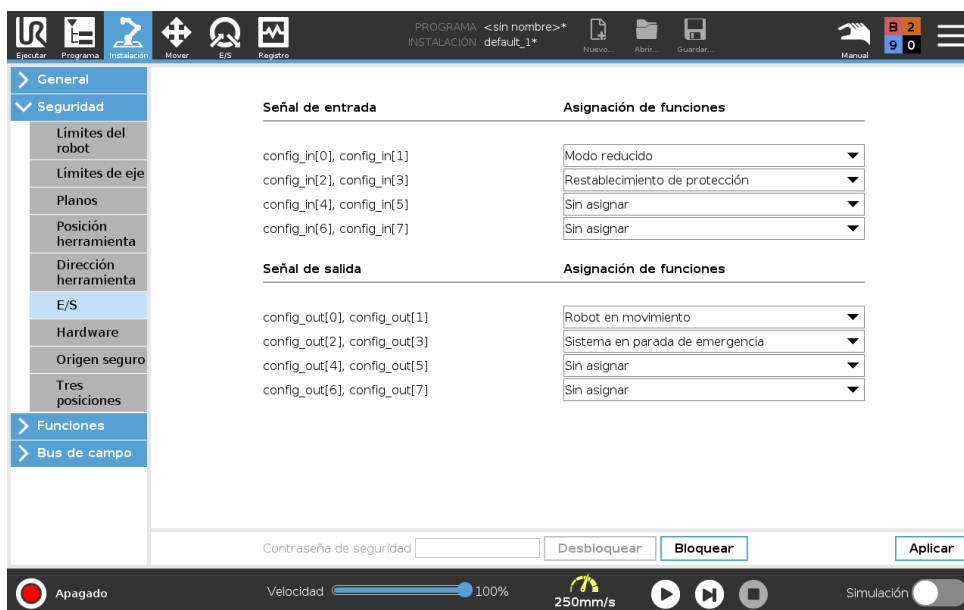 PROGRAMA <sin nombre>*
INSTALACIÓN default_1*
UR
Ejecutar Programa Instalación Mover E/S Registro
Nuevo... Abrir... Guardar...
Manual
B 2
9 0
General
Seguridad
Límites del
robot
Límites de eje
Planos
Posición
herramienta
Dirección
herramienta
E/S
Hardware
Origen seguro
Tres
posiciones
Funciones
Bus de campo
Señal de entrada Asignación de funciones
config_in[0], config_in[1] Modo reducido
config_in[2], config_in[3] Restablecimiento de protección
config_in[4], config_in[5] Sin asignar
config_in[6], config_in[7] Sin asignar
Señal de salida Asignación de funciones
config_out[0], config_out[1] Robot en movimiento
config_out[2], config_out[3] Sistema en parada de emergencia
config_out[4], config_out[5] Sin asignar
config_out[6], config_out[7] Sin asignar
Contraseña de seguridad Desbloquear Bloquear Aplicar
Apagado Velocidad 100% 250mm/s Simulación